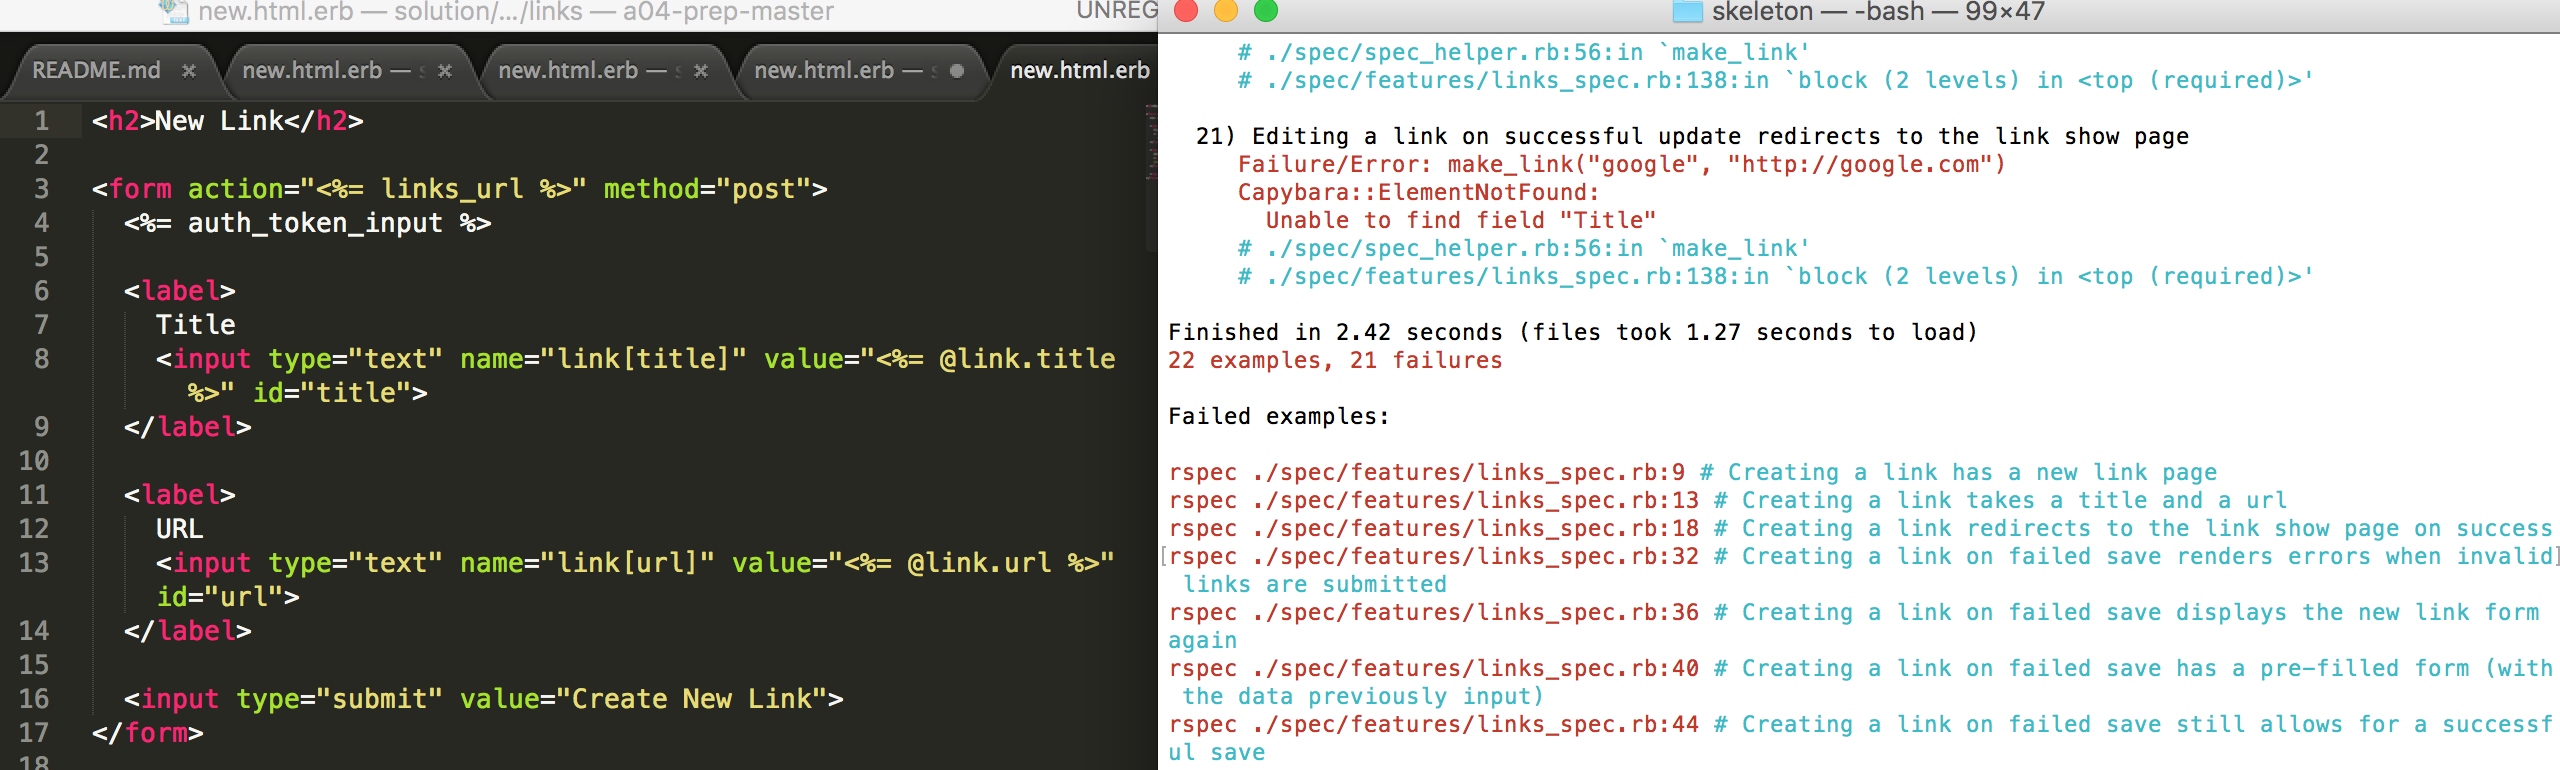 new.html.erb — solution/.../links — a04-prep-master
UNREG
README.md
new.html.erb —
new.html.erb —
new.html.erb —
new.html.erb
1 <h2>New Link</h2>
2
3 <form action="<%= links_url %>" method="post">
4 <%= auth_token_input %>
5
6 <label>
7 Title
8 <input type="text" name="link[title]" value="<%= @link.title
%>" id="title">
9 </label>
10
11 <label>
12 URL
13 <input type="text" name="link[url]" value="<%= @link.url %>"
id="url">
14 </label>
15
16 <input type="submit" value="Create New Link">
17 </form>
18
skeleton — -bash — 99×47
# ./spec/spec_helper.rb:56:in `make_link'
# ./spec/features/links_spec.rb:138:in `block (2 levels) in <top (required)>'
21) Editing a link on successful update redirects to the link show page
Failure/Error: make_link("google", "http://google.com")
Capybara::ElementNotFound:
Unable to find field "Title"
# ./spec/spec_helper.rb:56:in `make_link'
# ./spec/features/links_spec.rb:138:in `block (2 levels) in <top (required)>'
Finished in 2.42 seconds (files took 1.27 seconds to load)
22 examples, 21 failures
Failed examples:
rspec ./spec/features/links_spec.rb:9 # Creating a link has a new link page
rspec ./spec/features/links_spec.rb:13 # Creating a link takes a title and a url
rspec ./spec/features/links_spec.rb:18 # Creating a link redirects to the link show page on success
[rspec ./spec/features/links_spec.rb:32 # Creating a link on failed save renders errors when invalid]
links are submitted
rspec ./spec/features/links_spec.rb:36 # Creating a link on failed save displays the new link form
again
rspec ./spec/features/links_spec.rb:40 # Creating a link on failed save has a pre-filled form (with
the data previously input)
rspec ./spec/features/links_spec.rb:44 # Creating a link on failed save still allows for a successf
ul save